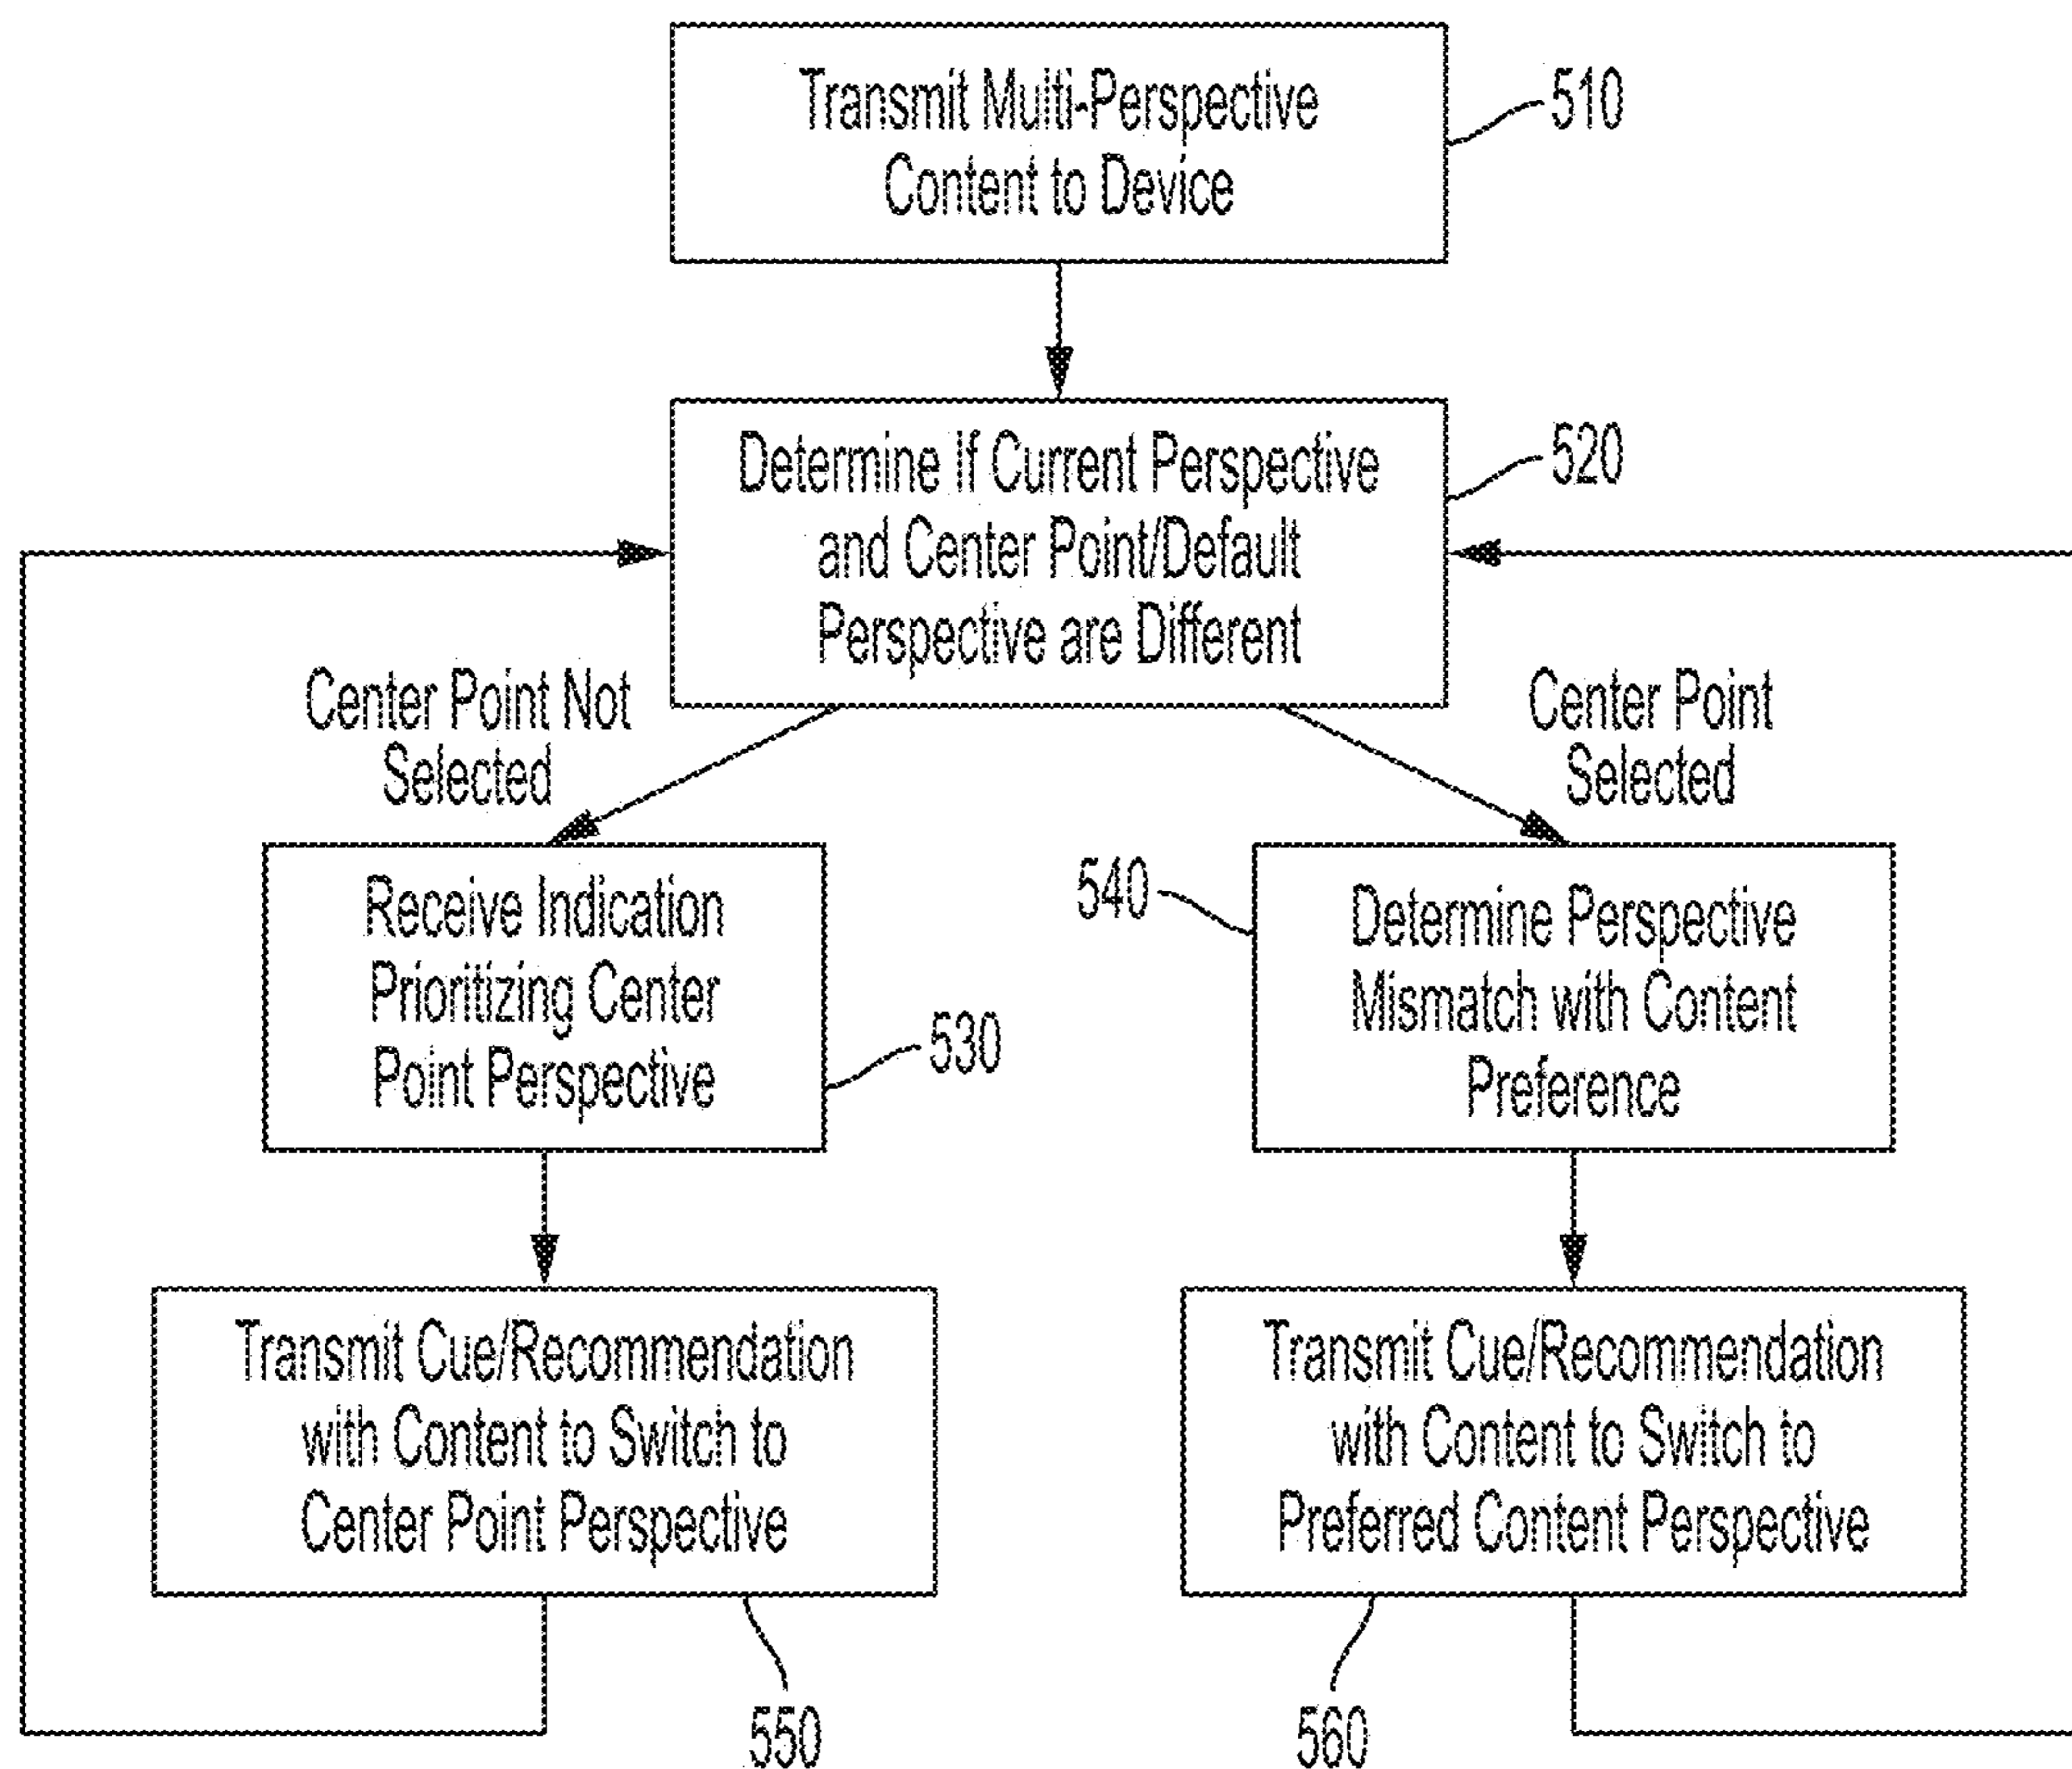 Transmit Multi-Perspective
Content to Device
510
Determine If Current Perspective
and Center Point/Default
Perspective are Different
520
Center Point Not
Selected
Center Point
Selected
Receive Indication
Prioritizing Center
Point Perspective
530
540
Determine Perspective
Mismatch with Content
Preference
Transmit Cue/Recommendation
with Content to Switch to
Center Point Perspective
550
Transmit Cue/Recommendation
with Content to Switch to
Preferred Content Perspective
560